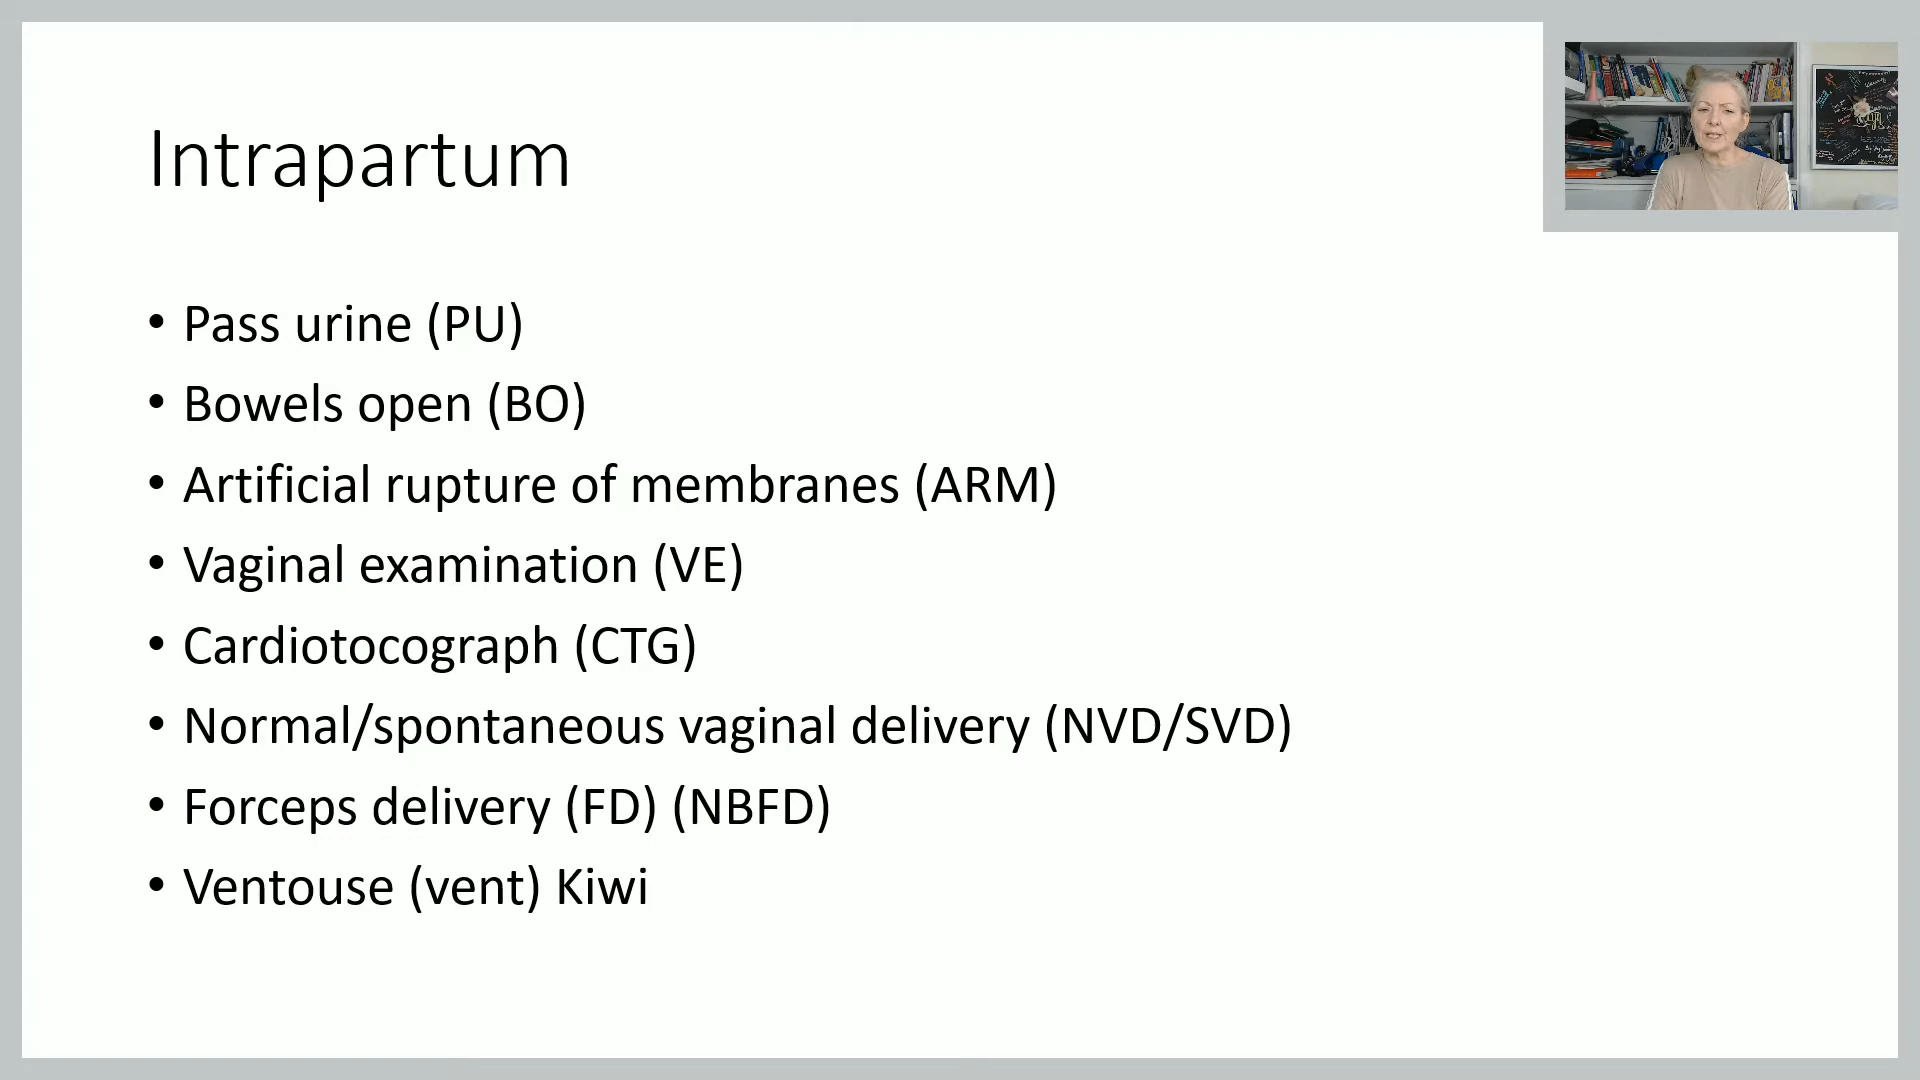 Intrapartum
• Pass urine (PU)
• Bowels open (BO)
• Artificial rupture of membranes (ARM)
• Vaginal examination (VE)
• Cardiotocograph (CTG)
• Normal/spontaneous vaginal delivery (NVD/SVD)
• Forceps delivery (FD) (NBFD)
• Ventouse (vent) Kiwi